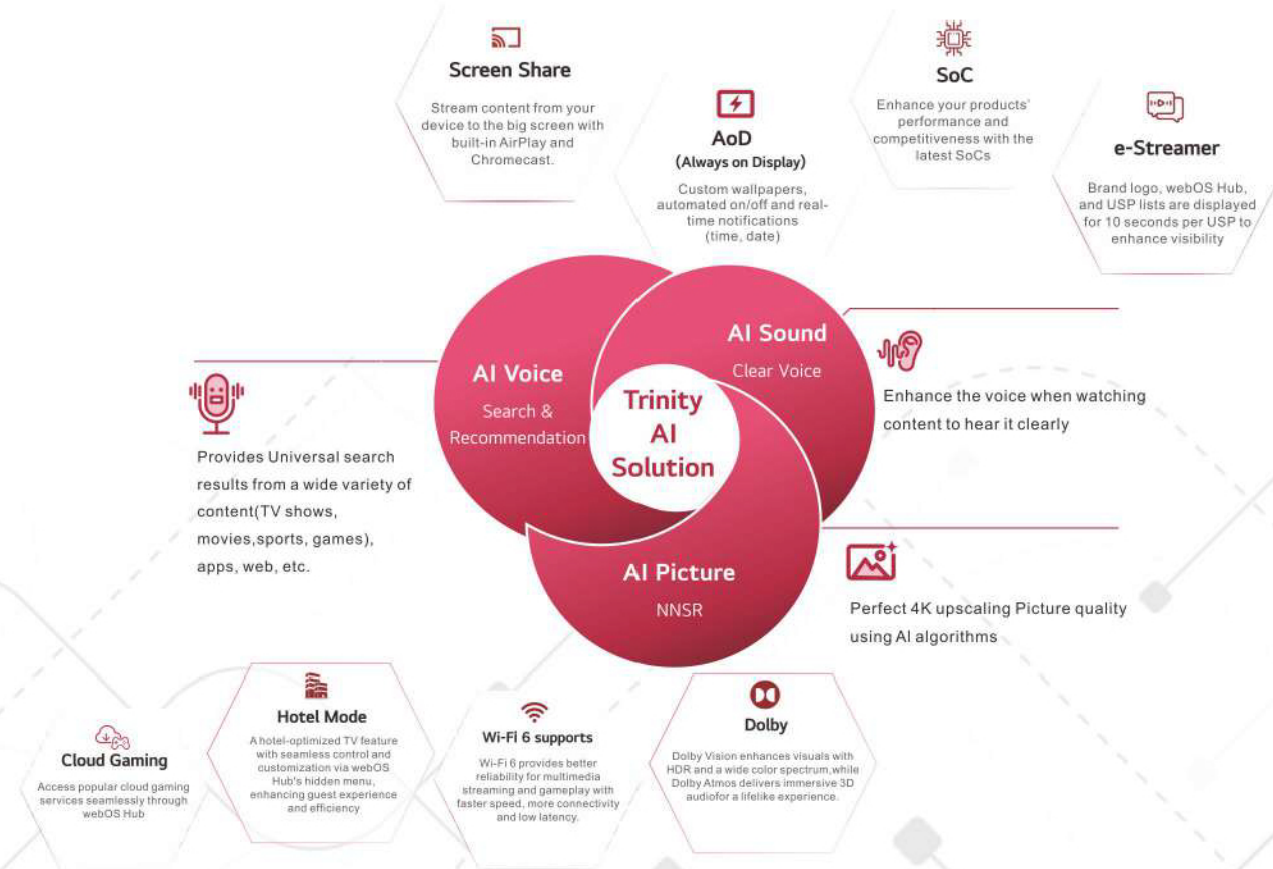 Screen Share
Stream content from your
device to the big screen with
built-in AirPlay and
Chromecast.
AoD
(Always on Display)
Custom wallpapers,
automated on/off and real-
time notifications
(time, date)
SoC
Enhance your products'
performance and
competitiveness with the
latest SoCs
e-Streamer
Brand logo, webOS Hub,
and USP lists are displayed
for 10 seconds per USP to
enhance visibility
AI Voice
Search &
Recommendation
AI Sound
Clear Voice
Trinity
AI
Solution
AI Picture
NNSR
Provides Universal search
results from a wide variety of
content(TV shows,
movies,sports, games),
apps, web, etc.
Enhance the voice when watching
content to hear it clearly
Perfect 4K upscaling Picture quality
using AI algorithms
Cloud Gaming
Access popular cloud gaming
services seamlessly through
webOS Hub
Hotel Mode
A hotel-optimized TV feature
with seamless control and
customization via webOS
Hub's hidden menu,
enhancing guest experience
and efficiency
Wi-Fi 6 supports
Wi-Fi 6 provides better
reliability for multimedia
streaming and gameplay with
faster speed, more connectivity
and low latency.
Dolby
Dolby Vision enhances visuals with
HDR and a wide color spectrum,while
Dolby Atmos delivers immersive 3D
audiofor a lifelike experience.